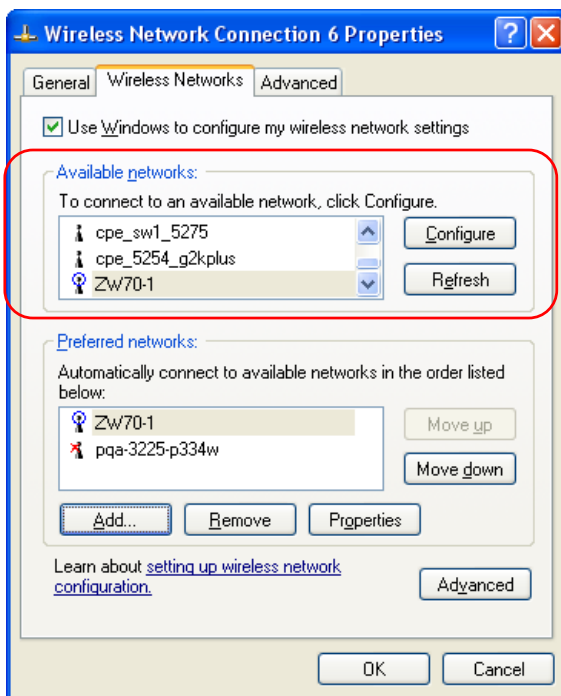 Wireless Network Connection 6 Properties
General Wireless Networks Advanced
Use Windows to configure my wireless network settings
Available networks:
To connect to an available network, click Configure.
cpe_sw1_5275
cpe_5254_g2kplus
ZW70-1
Configure
Refresh
Preferred networks:
Automatically connect to available networks in the order listed
below:
ZW70-1
pqa-3225-p334w
Move up
Move down
Add... Remove Properties
Learn about setting up wireless network
configuration.
Advanced
OK Cancel